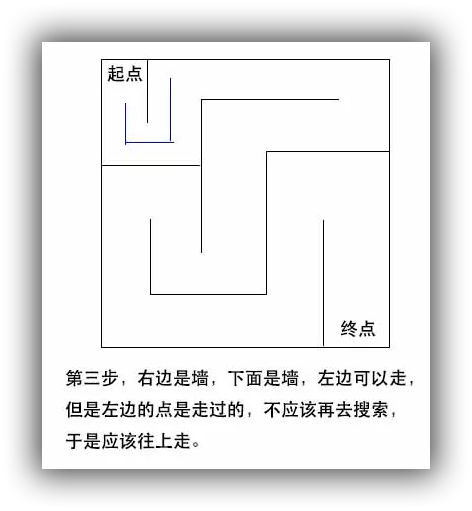 起点
终点
第三步，右边是墙，下面是墙，左边可以走，
但是左边的点是走过的，不应该再去搜索，
于是应该往上走。